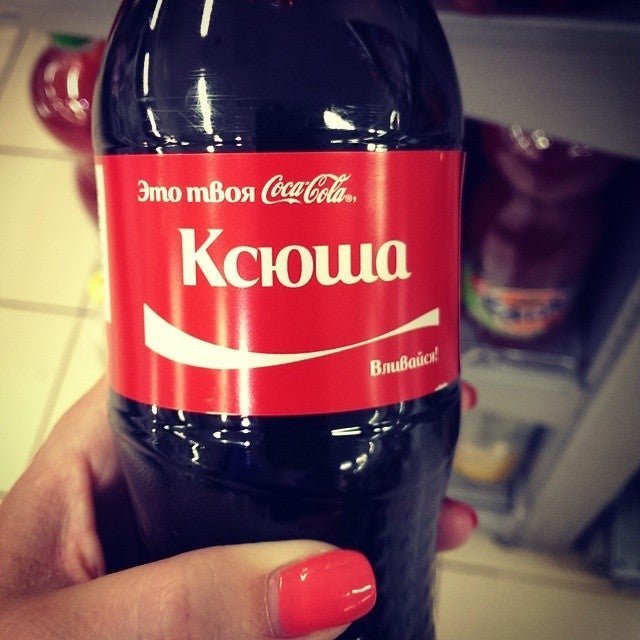 Это твоя Coca-Cola®,
Ксюша
Вливайся!